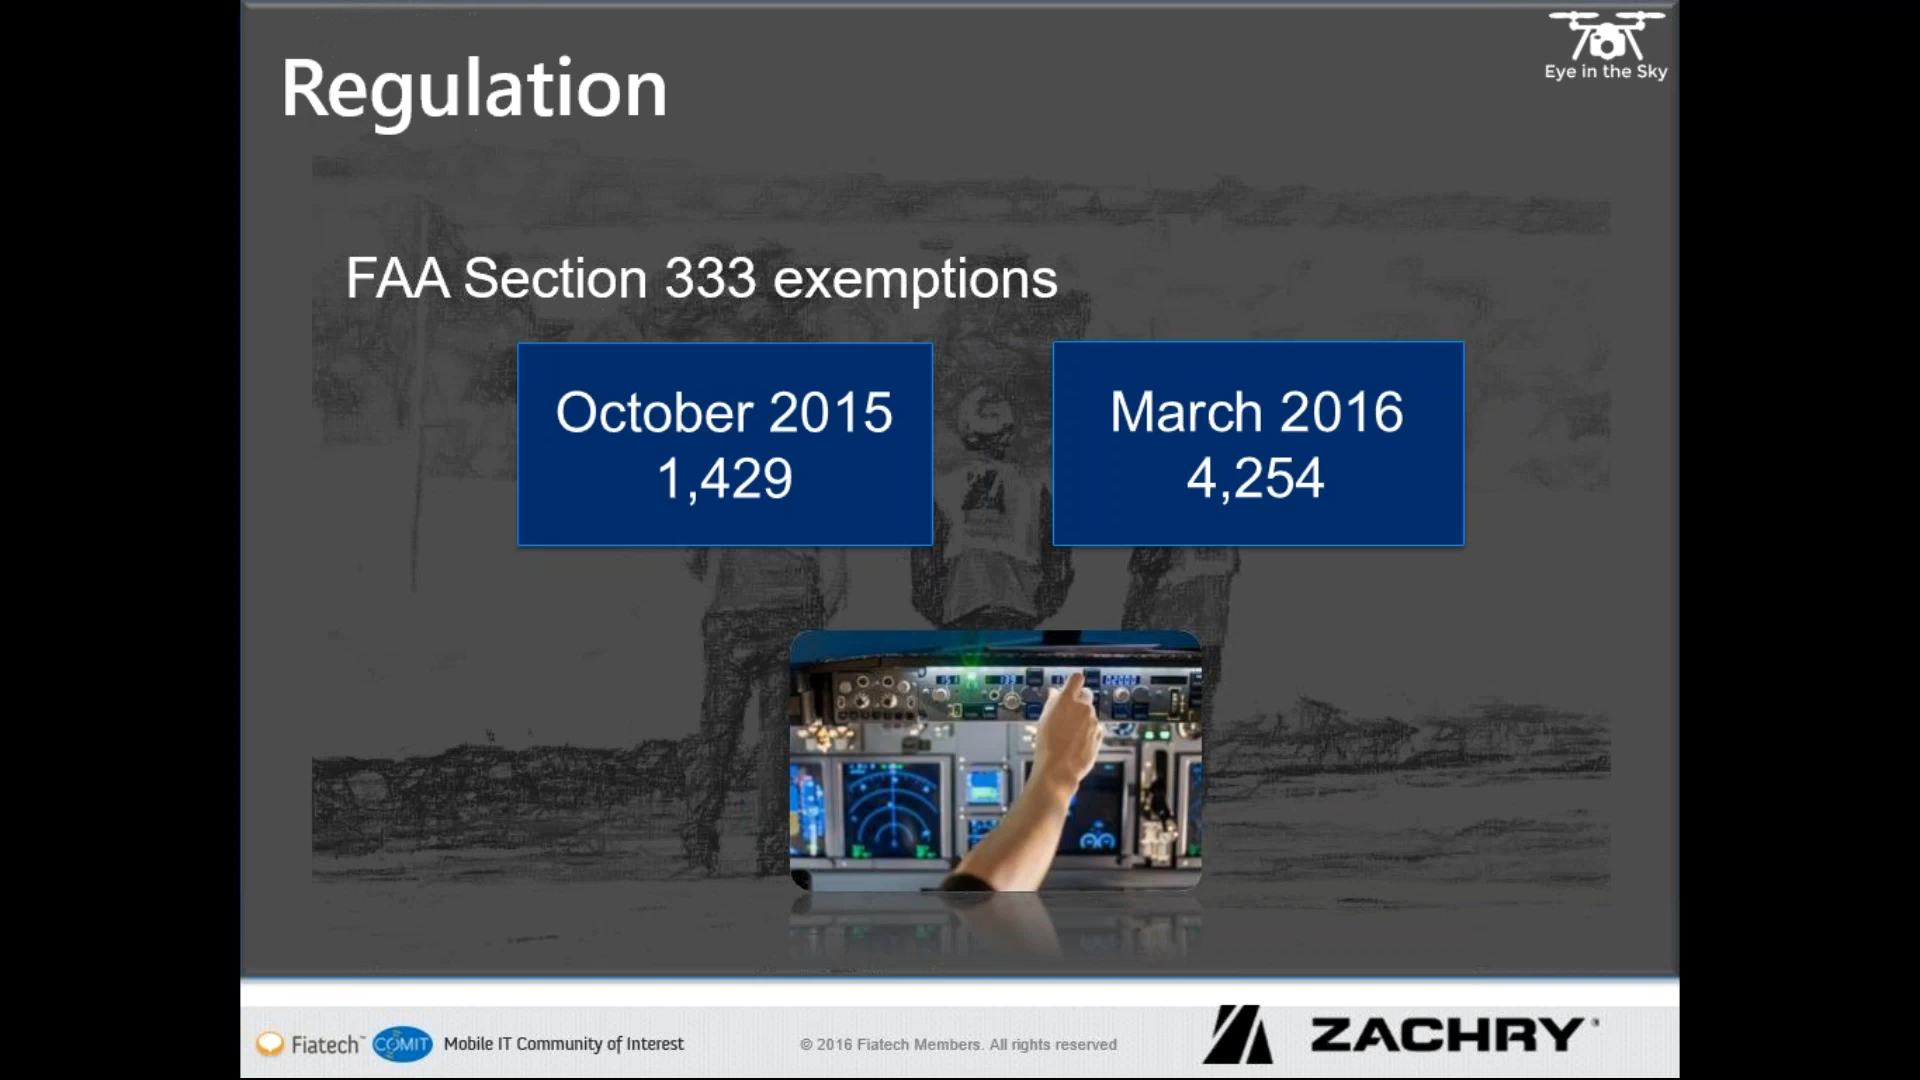 Eye in the Sky
Regulation
FAA Section 333 exemptions
October 2015
1,429
March 2016
4,254
Fiatech™ COMIT Mobile IT Community of Interest
© 2016 Fiatech Members. All rights reserved
ZACHRY